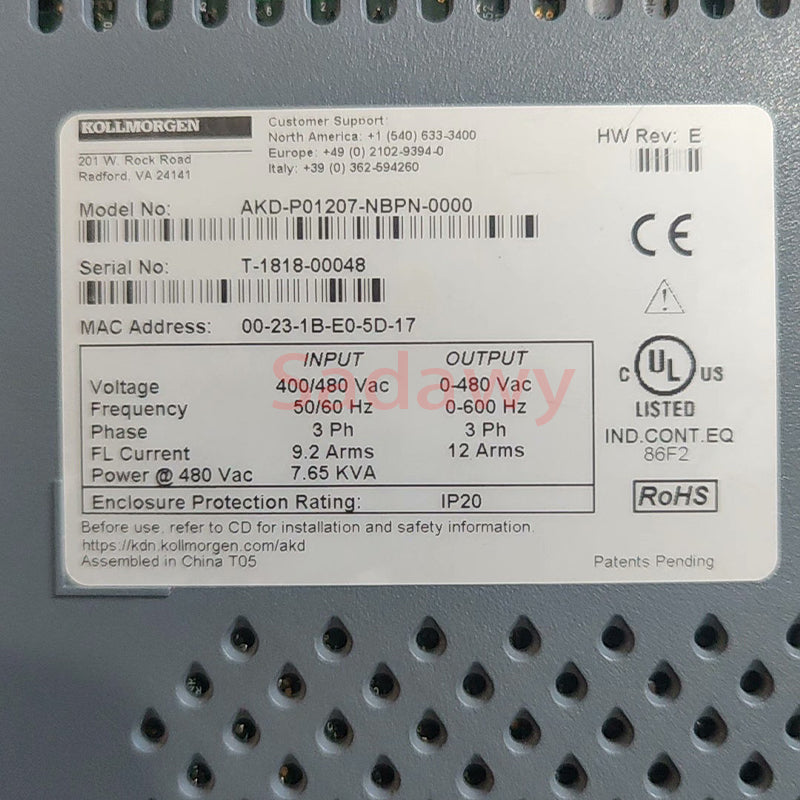 KOLLMORGEN
201 W. Rock Road
Radford, VA 24141
Customer Support:
North America: +1 (540) 633-3400
Europe: +49 (0) 2102-9394-0
Italy: +39 (0) 362-594260
HW Rev: E
Model No: AKD-P01207-NBPN-0000
Serial No: T-1818-00048
MAC Address: 00-23-1B-E0-5D-17
CE
INPUT OUTPUT
Voltage 400/480 Vac 0-480 Vac
Frequency 50/60 Hz 0-600 Hz
Phase 3 Ph 3 Ph
FL Current 9.2 Arms 12 Arms
Power @ 480 Vac 7.65 KVA
Enclosure Protection Rating: IP20
C UL US
LISTED
IND.CONT.EQ
86F2
RoHS
Before use, refer to CD for installation and safety information.
https://kdn.kollmorgen.com/akd
Assembled in China T05
Patents Pending
Sadawy